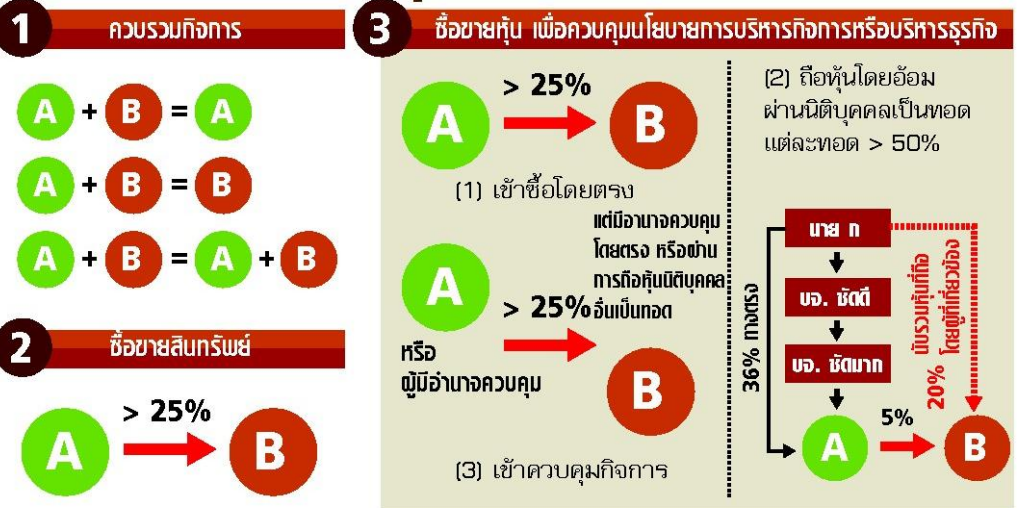 1 ควบรวมกิจการ
A + B = A
A + B = B
A + B = A + B
2 ซื้อขายสินทรัพย์
> 25%
A B
3 ซื้อขายหุ้น เพื่อควบคุมนโยบายการบริหารกิจการหรือบริหารธุรกิจ
> 25%
A B
(1) เข้าซื้อโดยตรง
A
> 25%
แต่มีอำนาจควบคุม
โดยตรง หรือผ่าน
การถือหุ้นนิติบุคคล
อื่นเป็นทอด
หรือ
ผู้มีอำนาจควบคุม
B
(3) เข้าควบคุมกิจการ
(2) ถือหุ้นโดยอ้อม
ผ่านนิติบุคคลเป็นทอด
แต่ละทอด > 50%
นาย ก
บจ. ชัดดี
บจ. ชัดมาก
36% ทางตรง
นับรวมหุ้นที่ถือ
20% โดยผู้ที่เกี่ยวข้อง
5%
A B